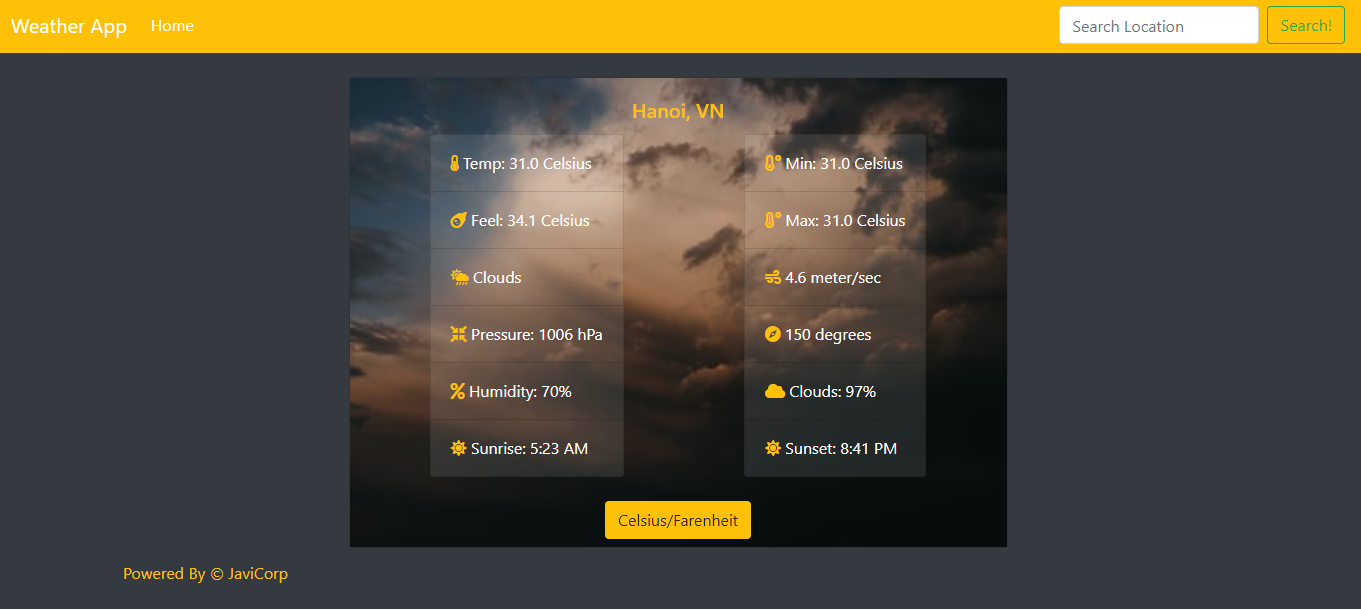 Weather App Home Search Location Search!
Hanoi, VN
Temp: 31.0 Celsius
Feel: 34.1 Celsius
Clouds
Pressure: 1006 hPa
Humidity: 70%
Sunrise: 5:23 AM
Min: 31.0 Celsius
Max: 31.0 Celsius
4.6 meter/sec
150 degrees
Clouds: 97%
Sunset: 8:41 PM
Celsius/Farenheit
Powered By © JaviCorp